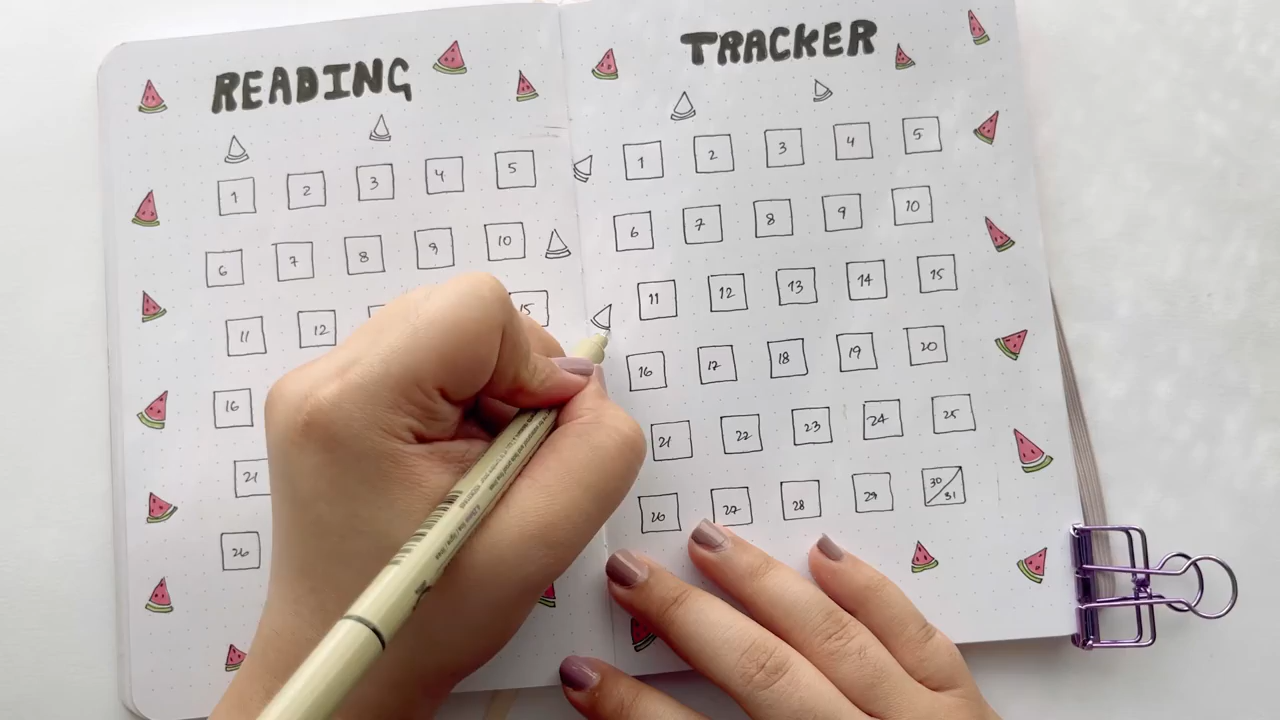 READING
1 2 3 4 5
6 7 8 9 10
11 12 15
16
21
26
TRACKER
1 2 3 4 5
6 7 8 9 10
11 12 13 14 15
16 17 18 19 20
21 22 23 24 25
26 27 28 29 30/31